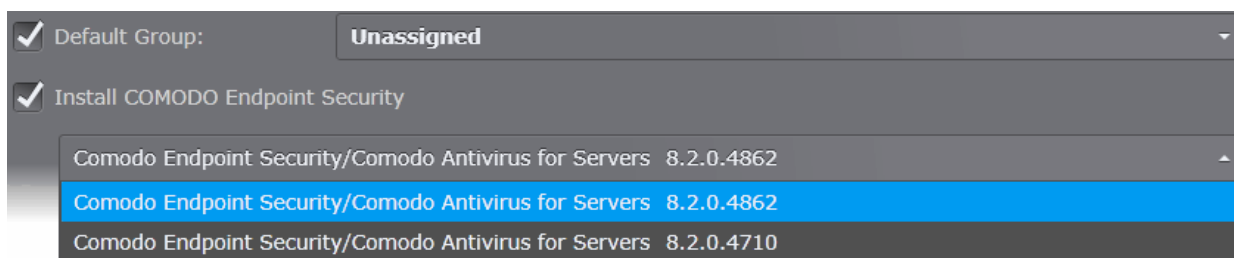 Default Group: Unassigned
Install COMODO Endpoint Security
Comodo Endpoint Security/Comodo Antivirus for Servers 8.2.0.4862
Comodo Endpoint Security/Comodo Antivirus for Servers 8.2.0.4862
Comodo Endpoint Security/Comodo Antivirus for Servers 8.2.0.4710